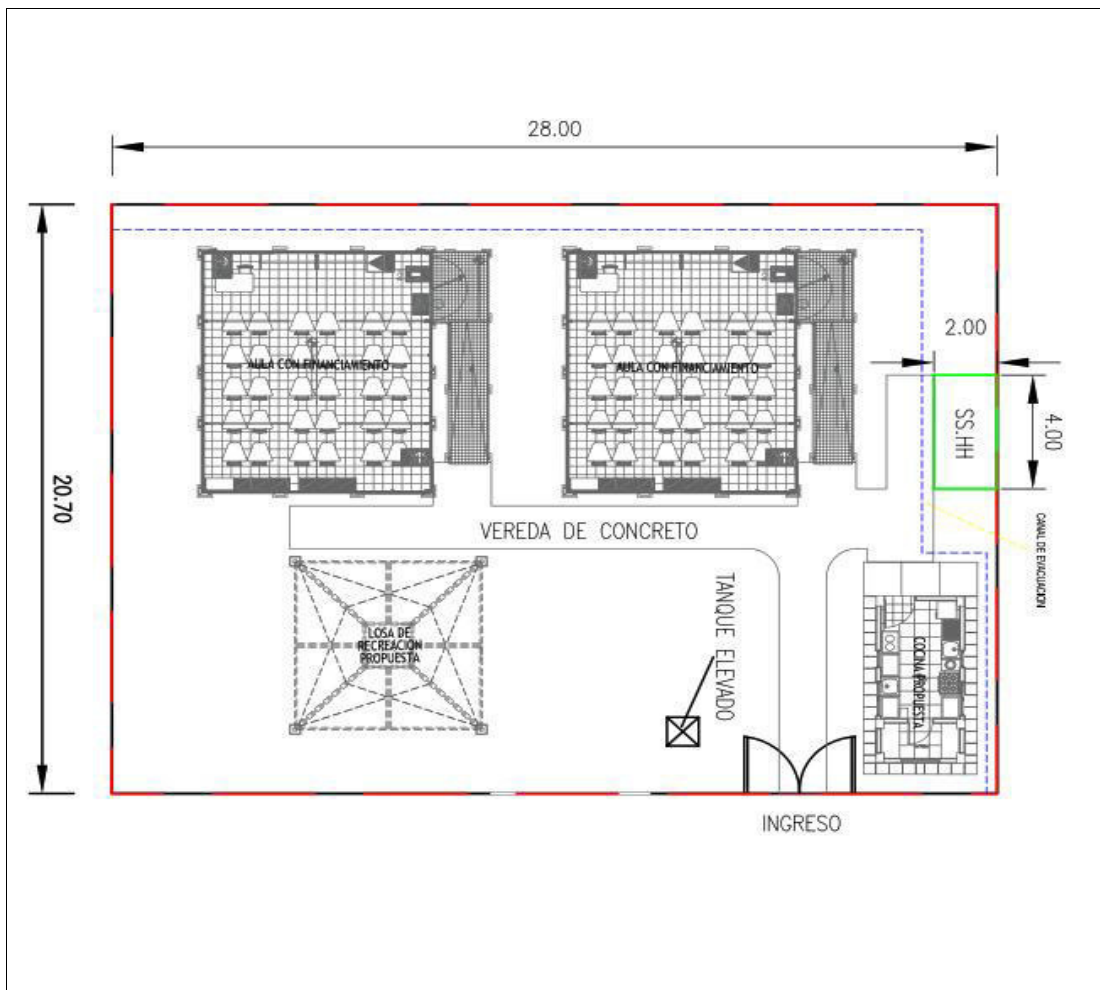 28.00
20.70
AULA CON FINANCIAMIENTO
AULA CON FINANCIAMIENTO
2.00
4.00
SS.HH
CANAL DE EVACUACION
VEREDA DE CONCRETO
TANQUE ELEVADO
LOSA DE
RECREACIÓN
PROPUESTA
COCINA PROPUESTA
INGRESO